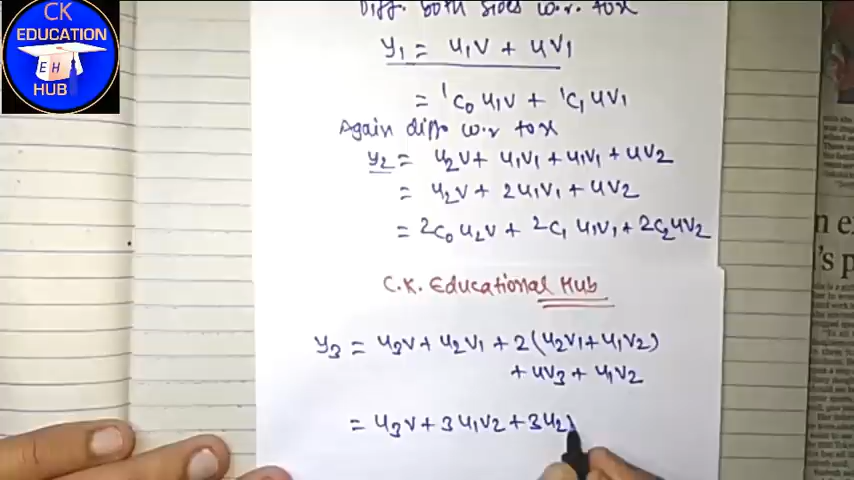 CK
EDUCATION
EH
HUB
Diff. both sides w.r. to x
y₁ = u₁v + uv₁
= ¹C₀ u₁v + ¹C₁ uv₁
Again diff. w.r to x
y₂ = u₂v + u₁v₁ + u₁v₁ + uv₂
= u₂v + 2u₁v₁ + uv₂
= ²C₀ u₂v + ²C₁ u₁v₁ + ²C₂ uv₂
C.K. Educational Hub
y₃ = u₃v + u₂v₁ + 2(u₂v₁ + u₁v₂)
+ uv₃ + u₁v₂
= u₃v + 3u₁v₂ + 3u₂